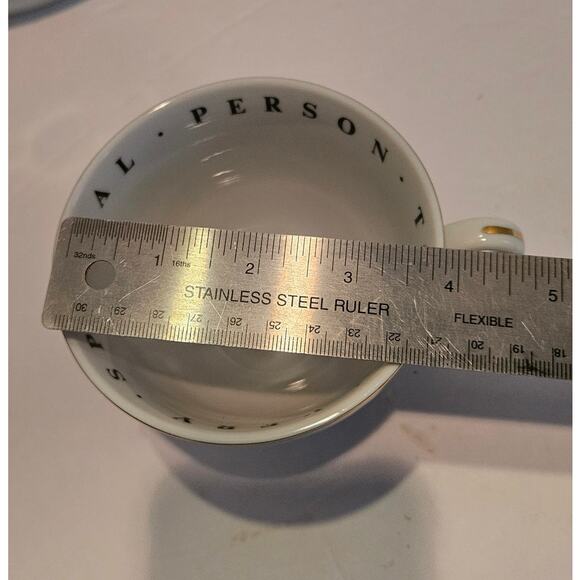 AL · PERSON · T
S
32nds
16ths
1 2 3 4 5
STAINLESS STEEL RULER
FLEXIBLE
30 29 28 27 26 25 24 23 22 21 20 19 18